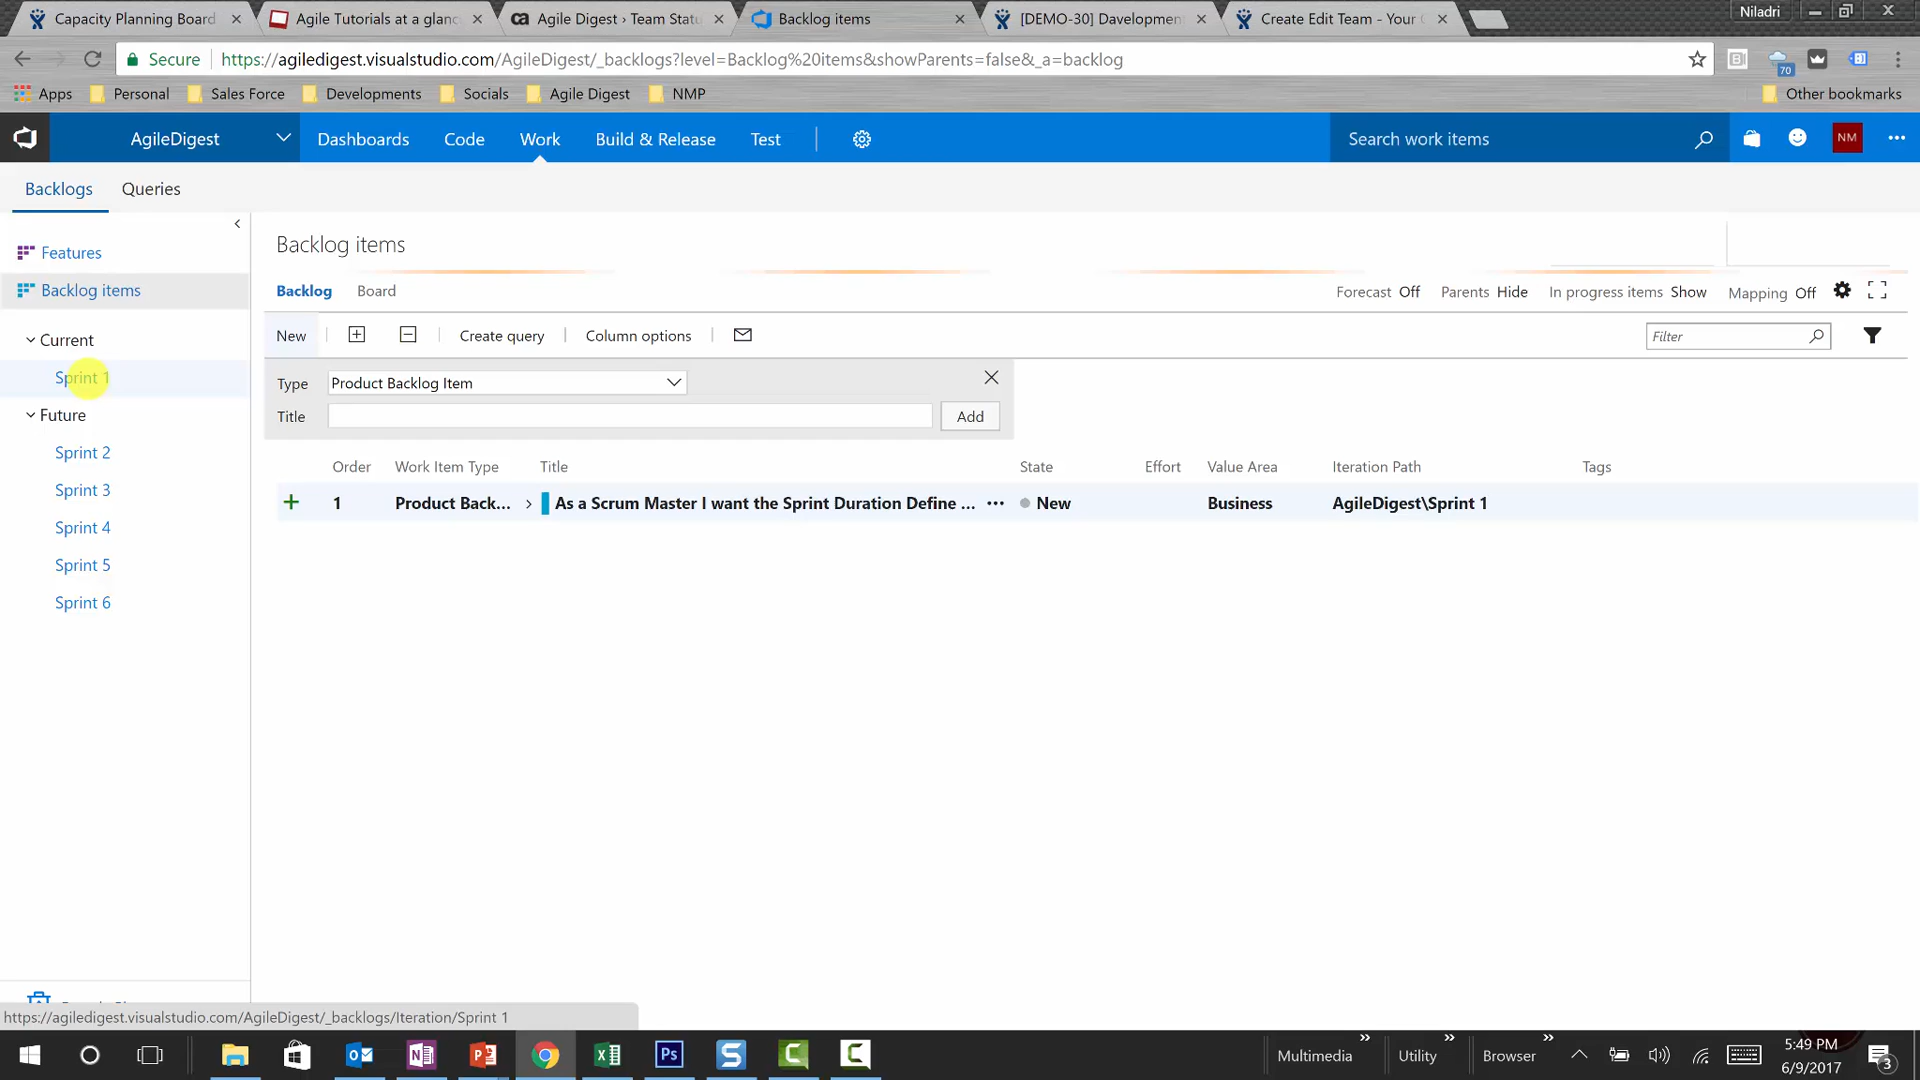 Capacity Planning Board
Agile Tutorials at a glanc
Agile Digest › Team Statu
Backlog items
[DEMO-30] Davelopmen
Create Edit Team - Your
Niladri
Secure
https://agiledigest.visualstudio.com/AgileDigest/_backlogs?level=Backlog%20items&showParents=false&_a=backlog
70
Apps
Personal
Sales Force
Developments
Socials
Agile Digest
NMP
Other bookmarks
AgileDigest
Dashboards
Code
Work
Build & Release
Test
Search work items
NM
Backlogs
Queries
Features
Backlog items
Current
Sprint 1
Future
Sprint 2
Sprint 3
Sprint 4
Sprint 5
Sprint 6
Backlog items
Backlog
Board
Forecast Off
Parents Hide
In progress items Show
Mapping Off
New
Create query
Column options
Filter
Type
Product Backlog Item
Title
Add
Order
Work Item Type
Title
State
Effort
Value Area
Iteration Path
Tags
1
Product Back...
As a Scrum Master I want the Sprint Duration Define ...
New
Business
AgileDigest\Sprint 1
https://agiledigest.visualstudio.com/AgileDigest/_backlogs/Iteration/Sprint 1
Multimedia
Utility
Browser
5:49 PM
6/9/2017
3